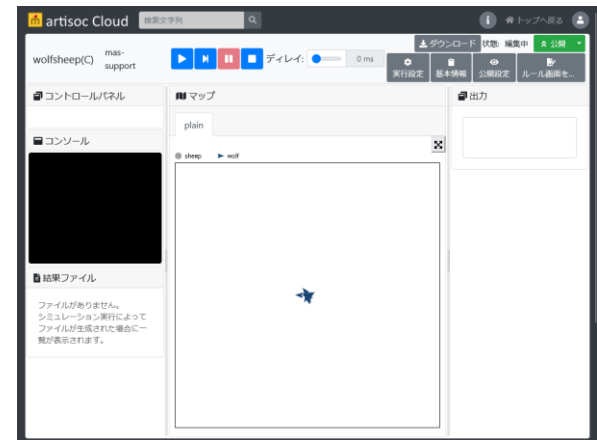 artisoc Cloud
検索文字列
トップへ戻る
wolfsheep(C)
mas-support
ディレイ:
0 ms
ダウンロード
状態: 編集中
公開
実行設定
基本情報
公開設定
ルール画面を...
コントロールパネル
コンソール
結果ファイル
ファイルがありません。
シミュレーション実行によって
ファイルが生成された場合に一
覧が表示されます。
マップ
plain
sheep
wolf
出力